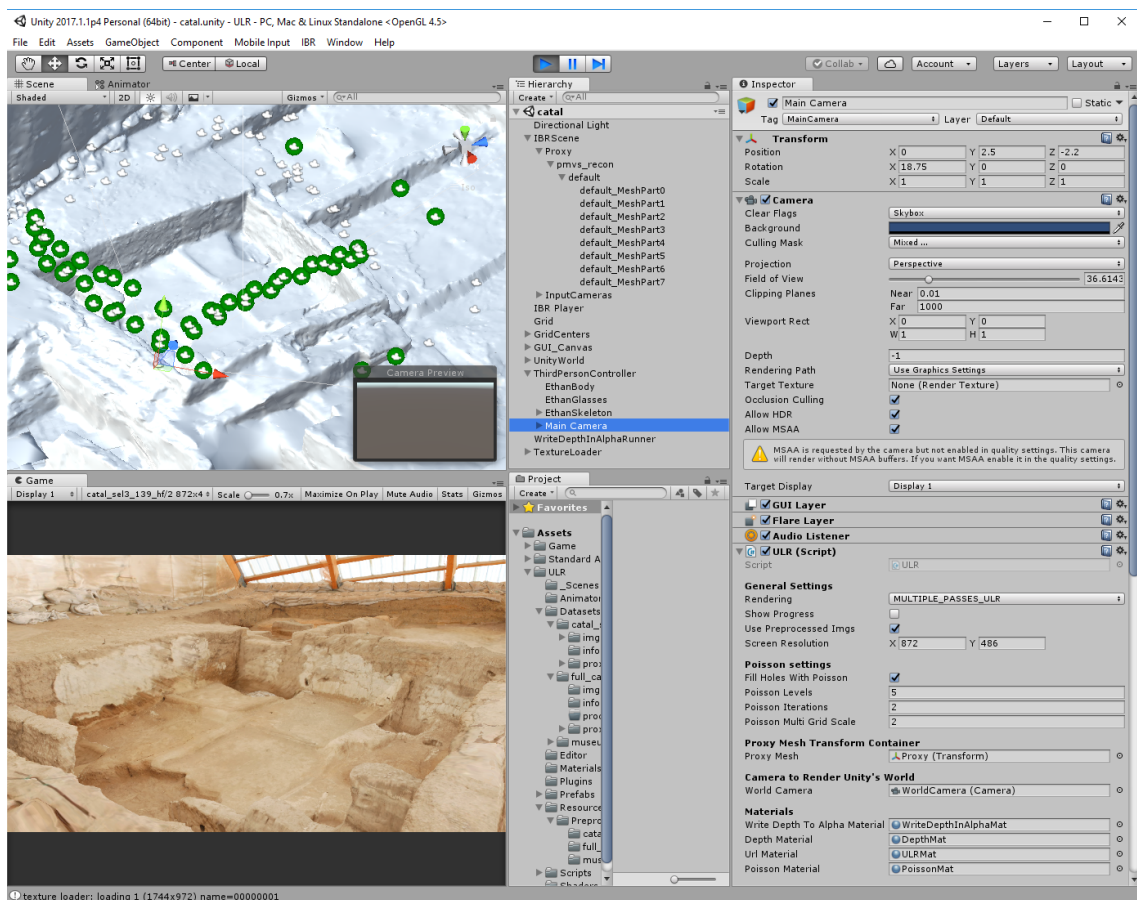 Unity 2017.1.1p4 Personal (64bit) - catal.unity - ULR - PC, Mac & Linux Standalone <OpenGL 4.5>
File Edit Assets GameObject Component Mobile Input IBR Window Help
Center Local Collab Account Layers Layout
Scene Animator
Shaded 2D Gizmos All
Iso
Camera Preview
Hierarchy
Create All
catal
Directional Light
IBRScene
Proxy
pmvs_recon
default
default_MeshPart0
default_MeshPart1
default_MeshPart2
default_MeshPart3
default_MeshPart4
default_MeshPart5
default_MeshPart6
default_MeshPart7
InputCameras
IBR Player
Grid
GridCenters
GUI_Canvas
UnityWorld
ThirdPersonController
EthanBody
EthanGlasses
EthanSkeleton
Main Camera
WriteDepthInAlphaRunner
TextureLoader
Game
Display 1 catal_sel3_139_hf/2 872x4 Scale 0.7x Maximize On Play Mute Audio Stats Gizmos
Project
Create
Favorites
Assets
Game
Standard A
ULR
_Scenes
Animator
Datasets
catal_
img
info
pro
full_ca
img
info
proc
prox
museu
Editor
Materials
Plugins
Prefabs
Resource
Prepro
cata
full_
mus
Scripts
Shaders
Inspector
Main Camera Static
Tag MainCamera Layer Default
Transform
Position X 0 Y 2.5 Z -2.2
Rotation X 18.75 Y 0 Z 0
Scale X 1 Y 1 Z 1
Camera
Clear Flags Skybox
Background
Culling Mask Mixed ...
Projection Perspective
Field of View 36.6143
Clipping Planes Near 0.01
Far 1000
Viewport Rect X 0 Y 0
W 1 H 1
Depth -1
Rendering Path Use Graphics Settings
Target Texture None (Render Texture)
Occlusion Culling
Allow HDR
Allow MSAA
MSAA is requested by the camera but not enabled in quality settings. This camera
will render without MSAA buffers. If you want MSAA enable it in the quality settings.
Target Display Display 1
GUI Layer
Flare Layer
Audio Listener
ULR (Script)
Script ULR
General Settings
Rendering MULTIPLE_PASSES_ULR
Show Progress
Use Preprocessed Imgs
Screen Resolution X 872 Y 486
Poisson settings
Fill Holes With Poisson
Poisson Levels 5
Poisson Iterations 2
Poisson Multi Grid Scale 2
Proxy Mesh Transform Container
Proxy Mesh Proxy (Transform)
Camera to Render Unity's World
World Camera WorldCamera (Camera)
Materials
Write Depth To Alpha Material WriteDepthInAlphaMat
Depth Material DepthMat
Url Material ULRMat
Poisson Material PoissonMat
texture loader: loading 1 (1744x972) name=00000001